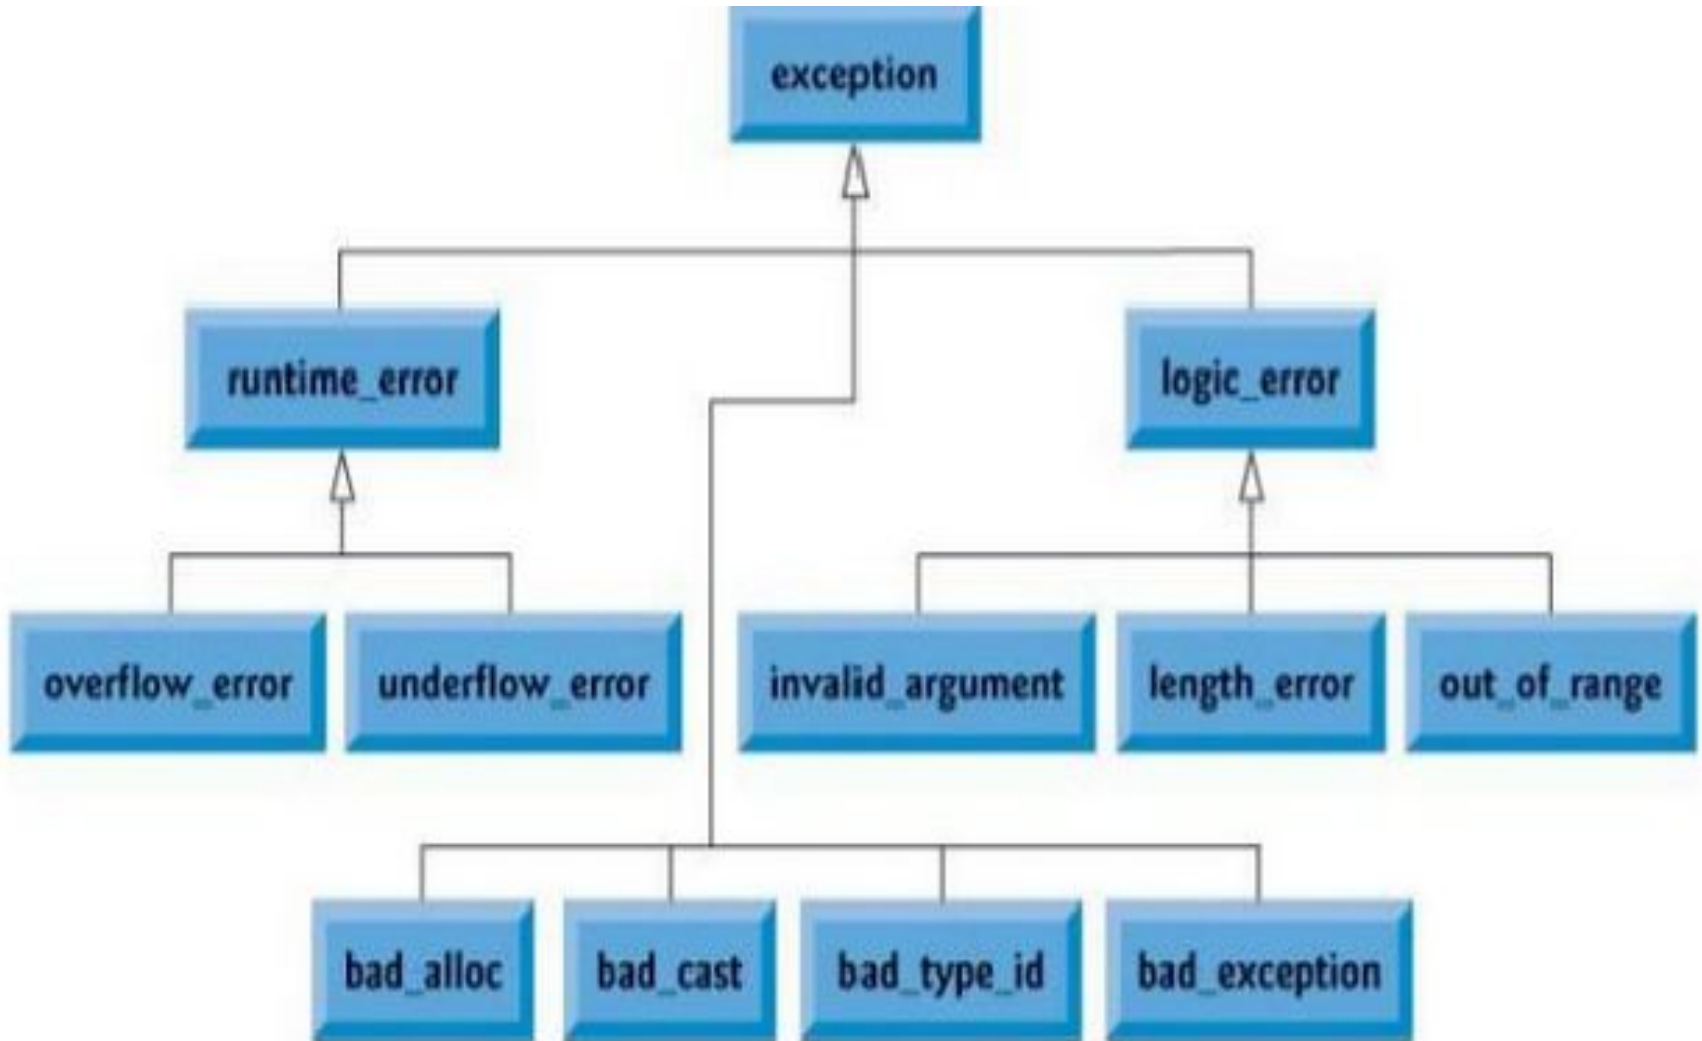 exception
runtime_error
logic_error
overflow_error
underflow_error
invalid_argument
length_error
out_of_range
bad_alloc
bad_cast
bad_type_id
bad_exception